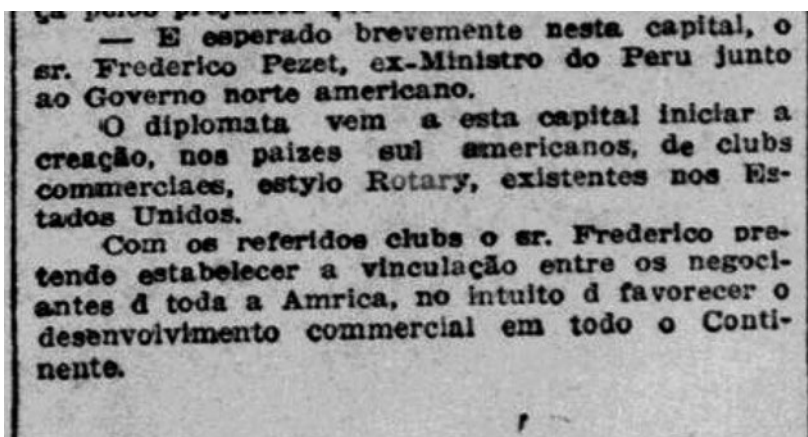 — E esperado brevemente nesta capital, o
sr. Frederico Pezet, ex-Ministro do Peru junto
ao Governo norte americano.
O diplomata vem a esta capital iniciar a
creação, nos paizes sul americanos, de clubs
commerciaes, estylo Rotary, existentes nos Es-
tados Unidos.
Com os referidos clubs o sr. Frederico pre-
tende estabelecer a vinculação entre os negoci-
antes d toda a Amrica, no intuito d favorecer o
desenvolvimento commercial em todo o Conti-
nente.